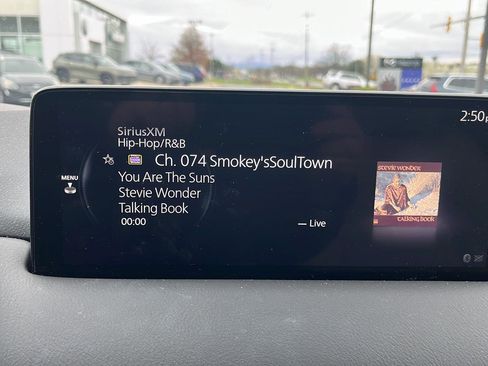 2:50
SiriusXM
Hip-Hop/R&B
Ch. 074 Smokey'sSoulTown
MENU
You Are The Suns
Stevie Wonder
Talking Book
00:00
— Live
STEVIE WONDER
TALKING BOOK